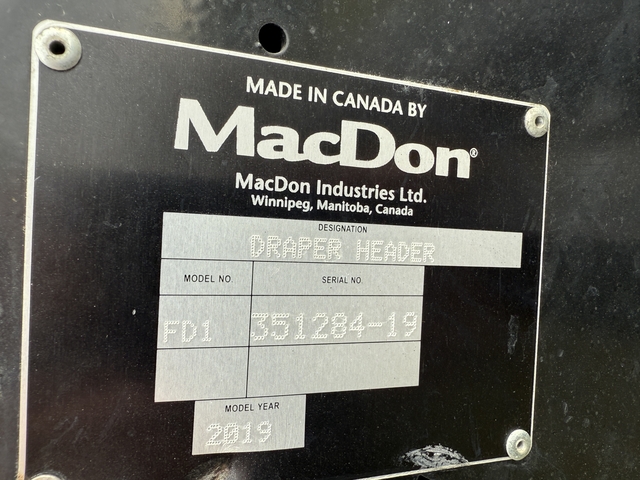 MADE IN CANADA BY
MacDon®
MacDon Industries Ltd.
Winnipeg, Manitoba, Canada
DESIGNATION
DRAPER HEADER
MODEL NO. SERIAL NO.
FD1 351284-19
MODEL YEAR
2019